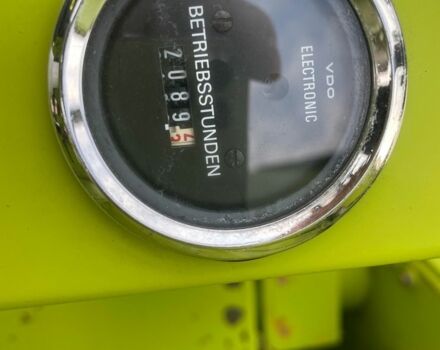 VDO
ELECTRONIC
2089
BETRIEBSSTUNDEN